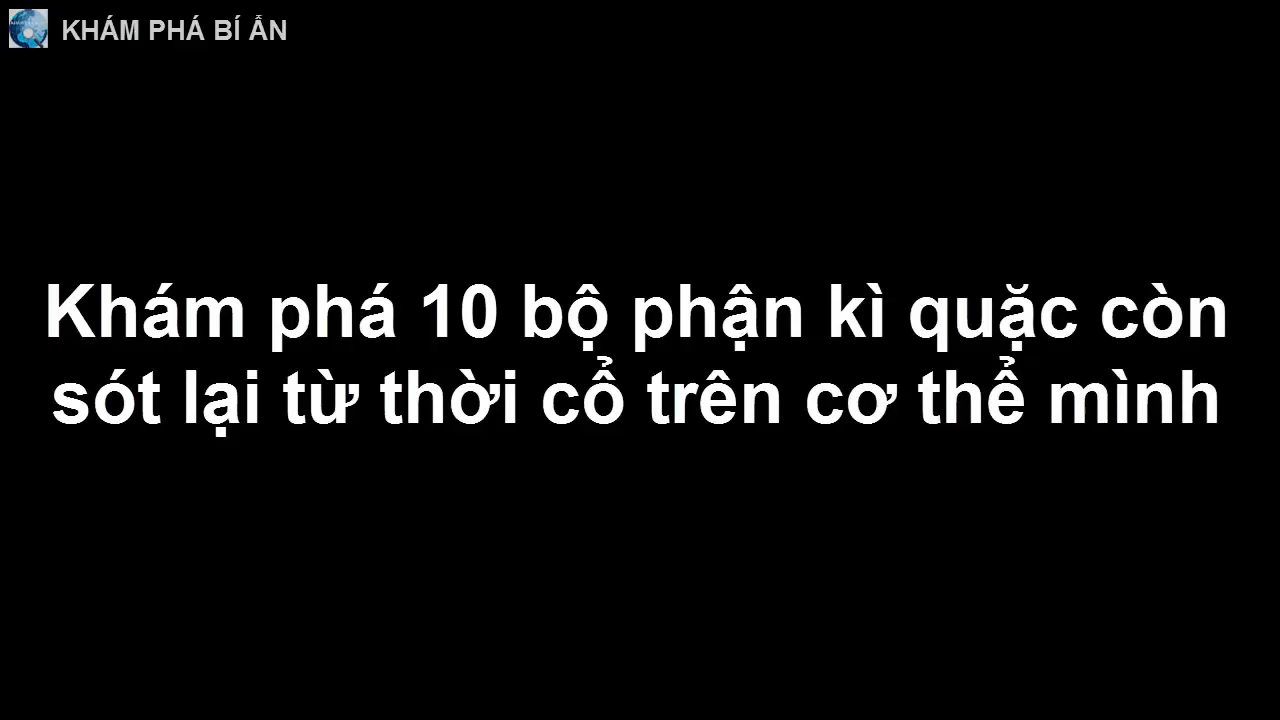 KHÁM PHÁ BÍ ẨN
Khám phá 10 bộ phận kì quặc còn
sót lại từ thời cổ trên cơ thể mình